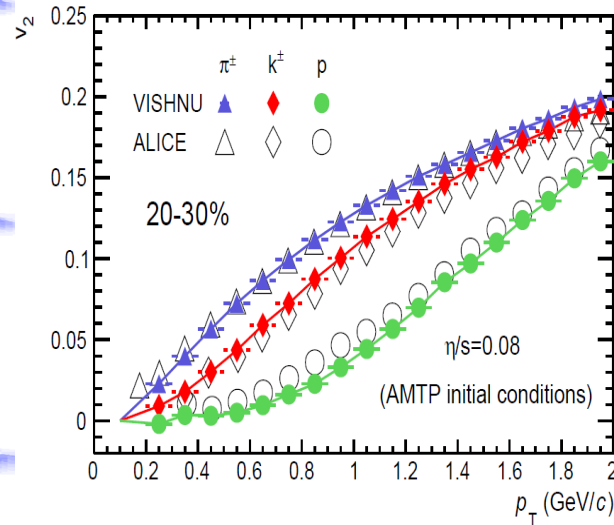 v₂
0.25
0.2
0.15
0.1
0.05
0
π± k± p
VISHNU
ALICE
20-30%
η/s=0.08
(AMTP initial conditions)
0 0.2 0.4 0.6 0.8 1 1.2 1.4 1.6 1.8 2
p_T (GeV/c)